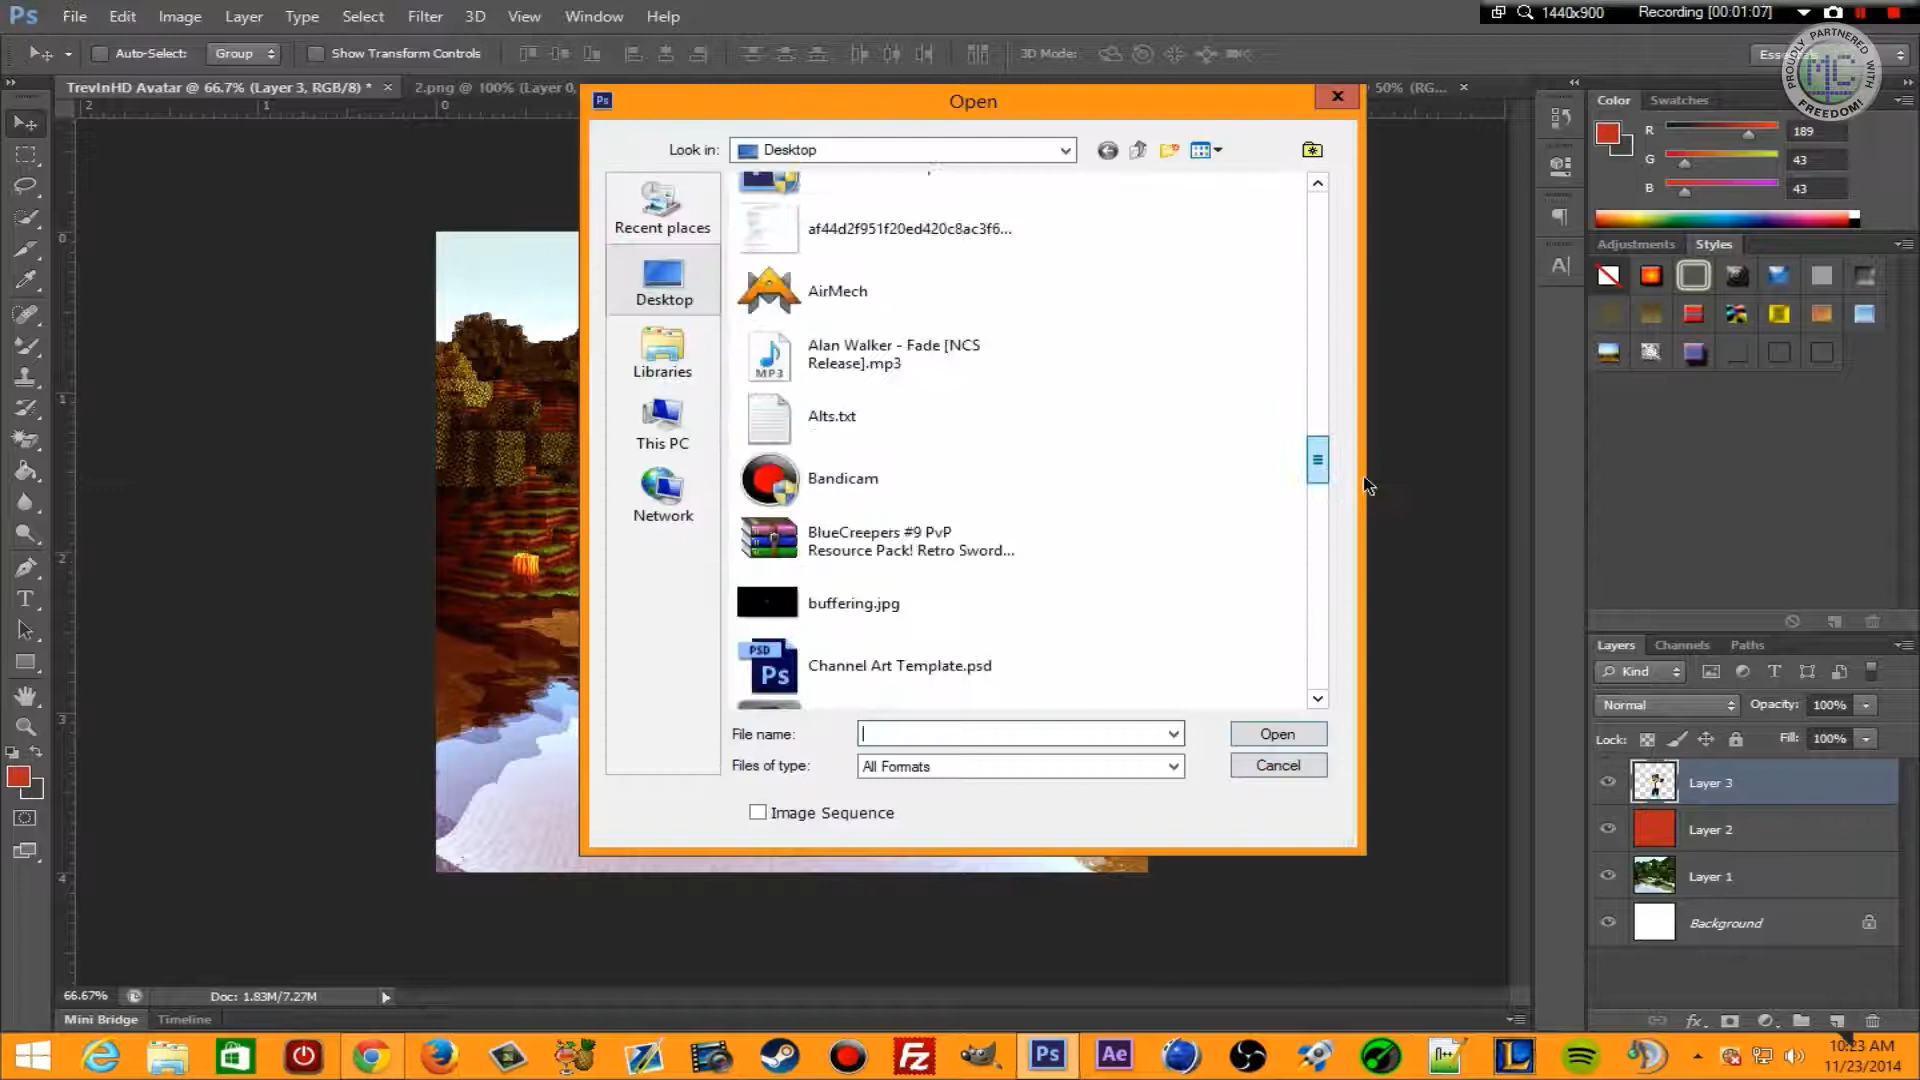 Ps File Edit Image Layer Type Select Filter 3D View Window Help
1440x900 Recording [00:01:07]
PROUDLY PARTNERED WITH FREEDOM!
Auto-Select: Group Show Transform Controls 3D Mode:
TrevInHD Avatar @ 66.7% (Layer 3, RGB/8) * × 2.png @ 100% (Layer 0, 50% (RG... ×
Open
Look in: Desktop
Recent places
Desktop
Libraries
This PC
Network
af44d2f951f20ed420c8ac3f6...
AirMech
Alan Walker - Fade [NCS
Release].mp3
Alts.txt
Bandicam
BlueCreepers #9 PvP
Resource Pack! Retro Sword...
buffering.jpg
Channel Art Template.psd
File name: Open
Files of type: All Formats Cancel
Image Sequence
Color Swatches
R 189
G 43
B 43
Adjustments Styles
Layers Channels Paths
Kind
Normal Opacity: 100%
Lock: Fill: 100%
Layer 3
Layer 2
Layer 1
Background
66.67% Doc: 1.83M/7.27M
Mini Bridge Timeline
10:23 AM
11/23/2014